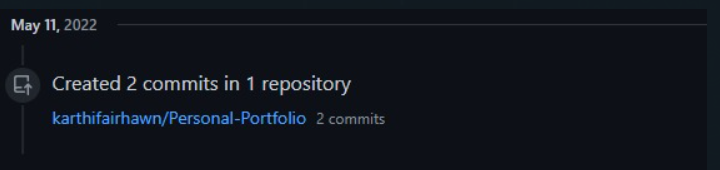 May 11, 2022
Created 2 commits in 1 repository
karthifairhawn/Personal-Portfolio 2 commits